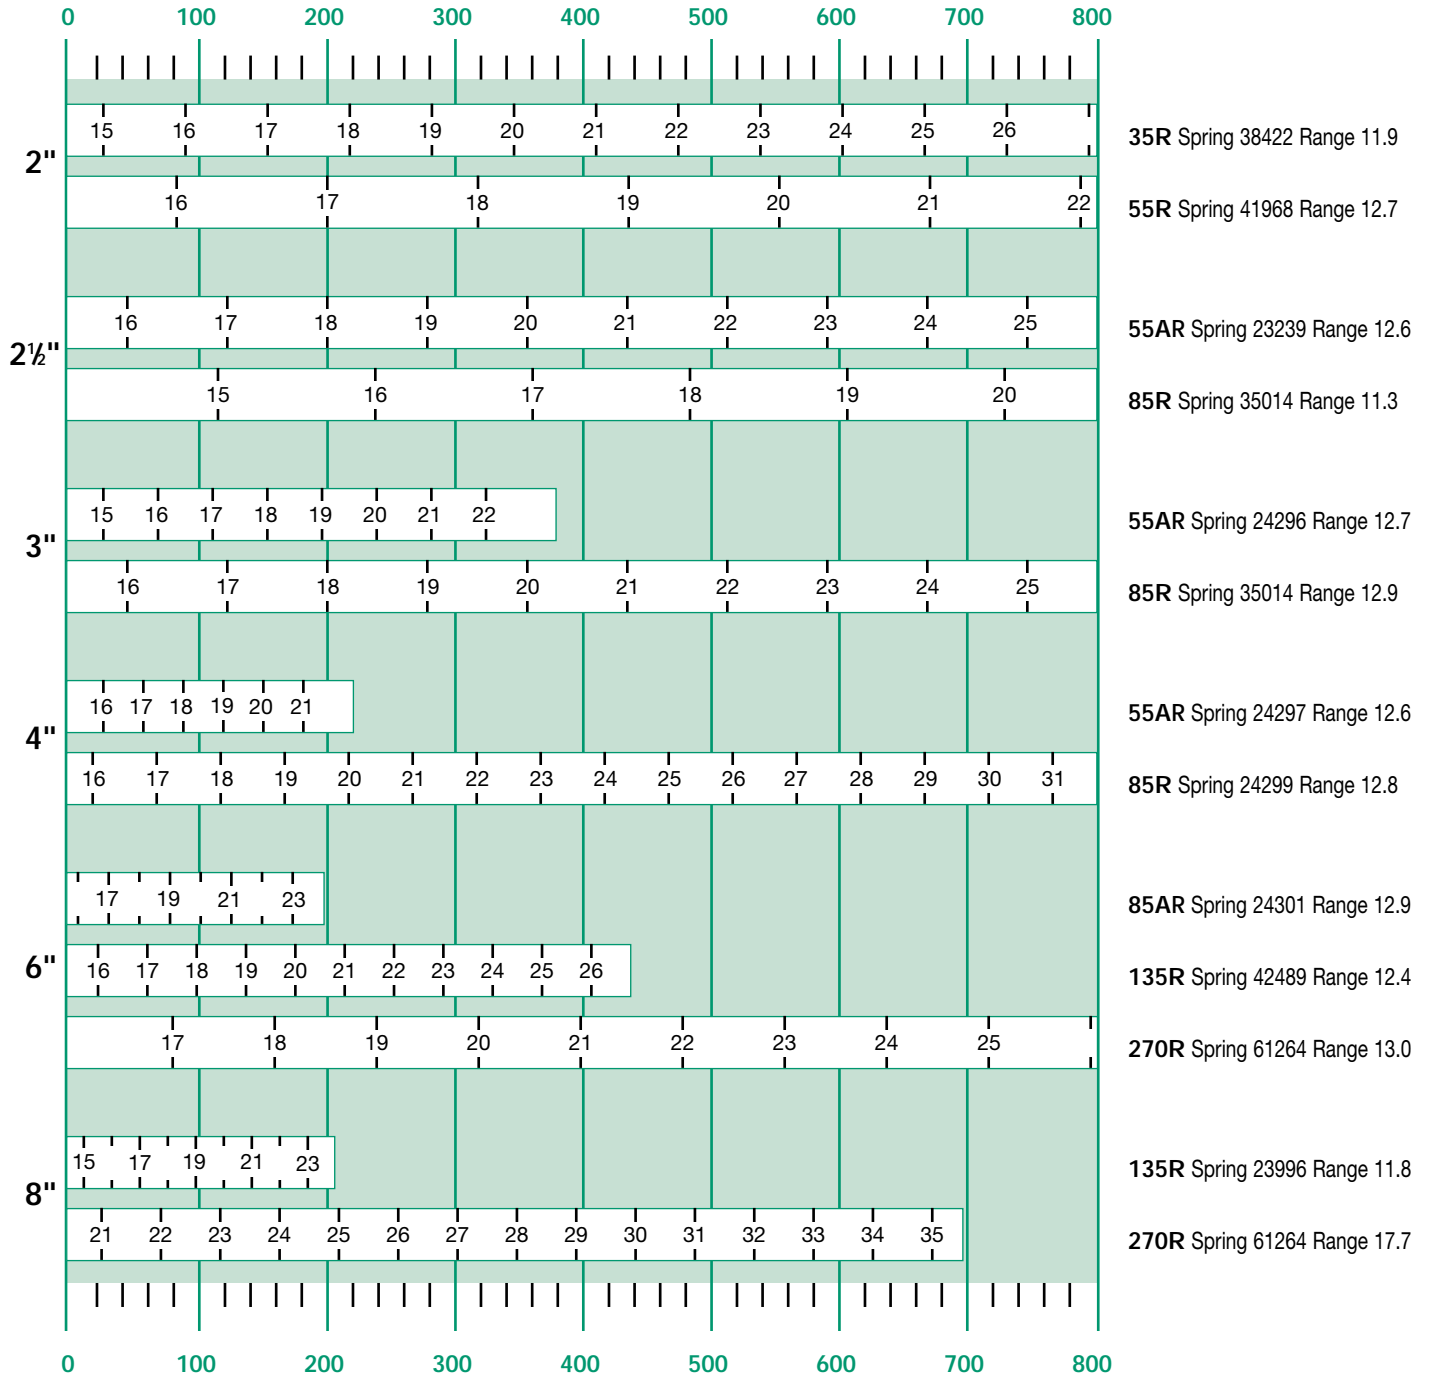 0 100 200 300 400 500 600 700 800
2"
15 16 17 18 19 20 21 22 23 24 25 26
35R Spring 38422 Range 11.9
16 17 18 19 20 21 22
55R Spring 41968 Range 12.7
2½"
16 17 18 19 20 21 22 23 24 25
55AR Spring 23239 Range 12.6
15 16 17 18 19 20
85R Spring 35014 Range 11.3
3"
15 16 17 18 19 20 21 22
55AR Spring 24296 Range 12.7
16 17 18 19 20 21 22 23 24 25
85R Spring 35014 Range 12.9
4"
16 17 18 19 20 21
55AR Spring 24297 Range 12.6
16 17 18 19 20 21 22 23 24 25 26 27 28 29 30 31
85R Spring 24299 Range 12.8
17 19 21 23
85AR Spring 24301 Range 12.9
6"
16 17 18 19 20 21 22 23 24 25 26
135R Spring 42489 Range 12.4
17 18 19 20 21 22 23 24 25
270R Spring 61264 Range 13.0
8"
15 17 19 21 23
135R Spring 23996 Range 11.8
21 22 23 24 25 26 27 28 29 30 31 32 33 34 35
270R Spring 61264 Range 17.7
0 100 200 300 400 500 600 700 800